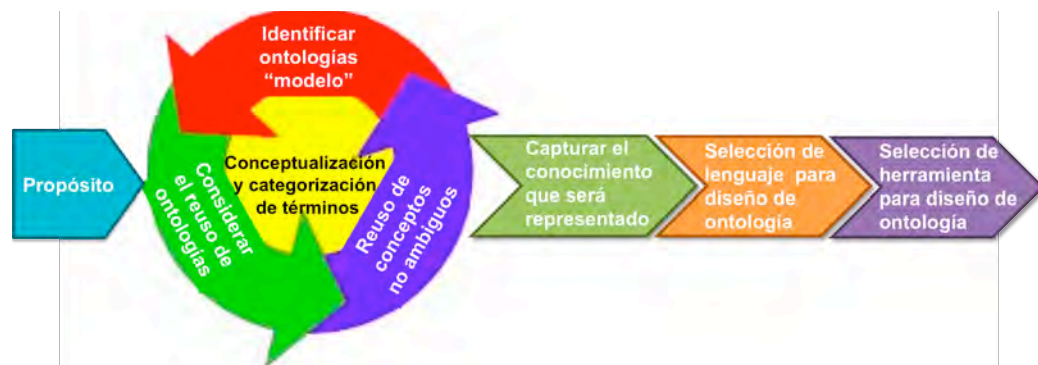 Propósito
Identificar
ontologías
“modelo”
Considerar
el reuso de
ontologías
Conceptualización
y categorización
de términos
Reuso de
conceptos
no ambiguos
Capturar el
conocimiento
que será
representado
Selección de
lenguaje para
diseño de
ontología
Selección de
herramienta
para diseño de
ontología